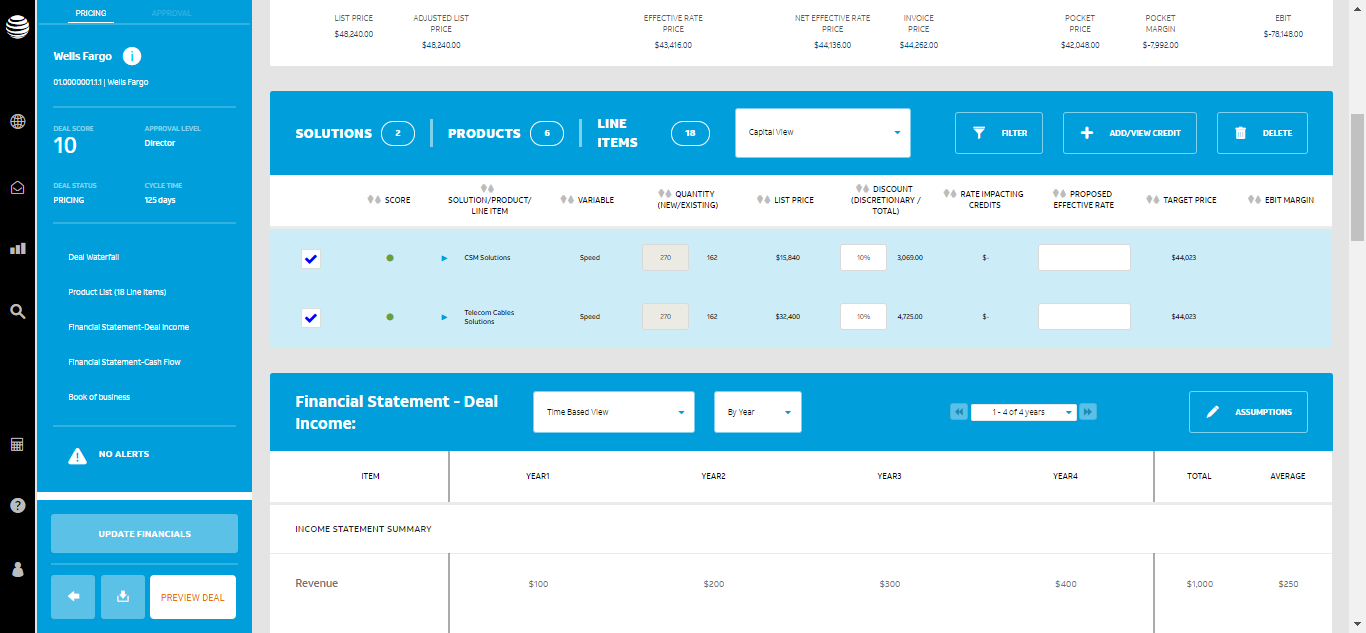 PRICING
APPROVAL
Wells Fargo
01.0000001.1.1 | Wells Fargo
DEAL SCORE
10
APPROVAL LEVEL
Director
DEAL STATUS
PRICING
CYCLE TIME
125 days
Deal Waterfall
Product List (18 Line Items)
Financial Statement-Deal Income
Financial Statement-Cash Flow
Book of business
NO ALERTS
UPDATE FINANCIALS
PREVIEW DEAL
LIST PRICE
$48,240.00
ADJUSTED LIST
PRICE
$48,240.00
EFFECTIVE RATE
PRICE
$43,416.00
NET EFFECTIVE RATE
PRICE
$44,136.00
INVOICE
PRICE
$44,262.00
POCKET
PRICE
$42,048.00
POCKET
MARGIN
$-7,992.00
EBIT
$-78,148.00
SOLUTIONS 2
PRODUCTS 6
LINE
ITEMS
18
Capital View
FILTER
ADD/VIEW CREDIT
DELETE
SCORE
SOLUTION/PRODUCT/
LINE ITEM
VARIABLE
QUANTITY
(NEW/EXISTING)
LIST PRICE
DISCOUNT
(DISCRETIONARY /
TOTAL)
RATE IMPACTING
CREDITS
PROPOSED
EFFECTIVE RATE
TARGET PRICE
EBIT MARGIN
CSM Solutions Speed 270 162 $15,840 10% 3,069.00 $- $44,023
Telecom Cables
Solutions
Speed 270 162 $32,400 10% 4,725.00 $- $44,023
Financial Statement - Deal
Income:
Time Based View
By Year
1 - 4 of 4 years
ASSUMPTIONS
ITEM YEAR1 YEAR2 YEAR3 YEAR4 TOTAL AVERAGE
INCOME STATEMENT SUMMARY
Revenue $100 $200 $300 $400 $1,000 $250